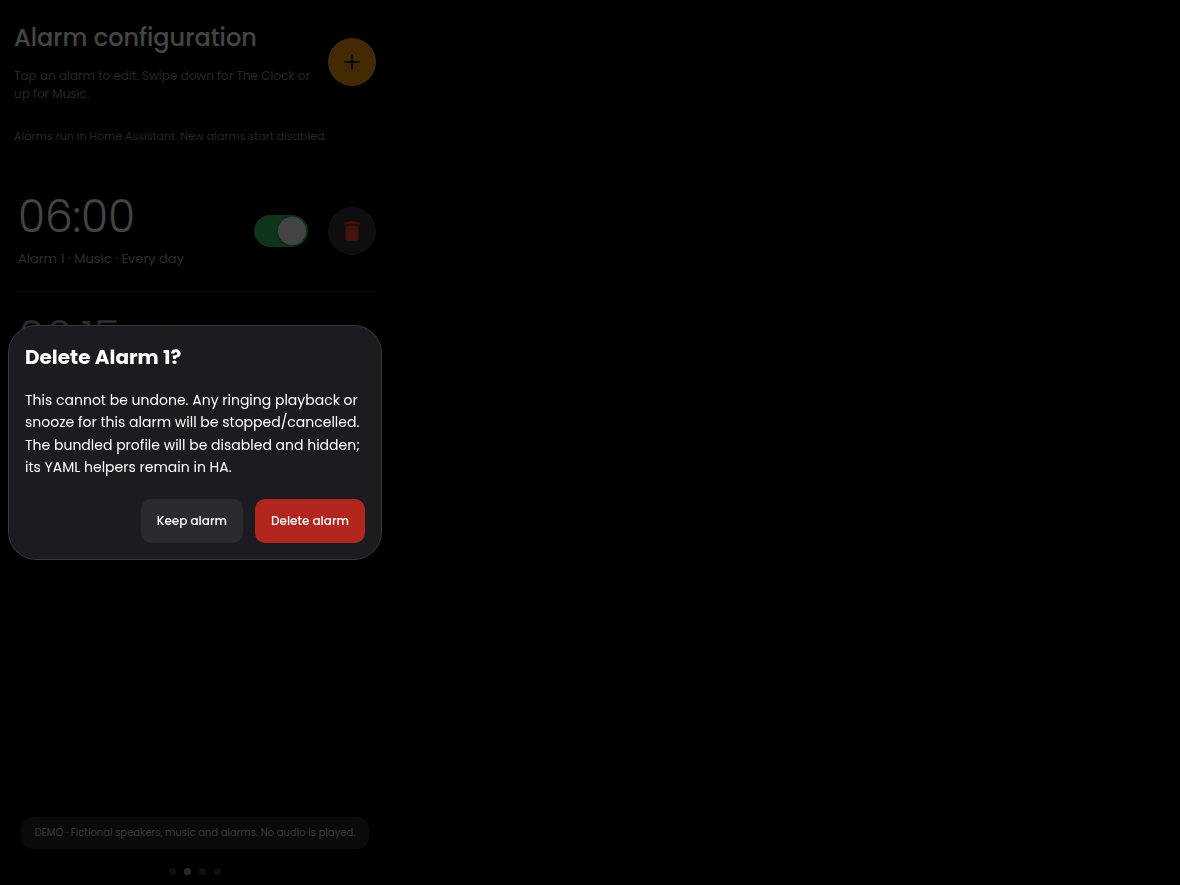 Alarm configuration
Tap an alarm to edit. Swipe down for The Clock or
up for Music.
Alarms run in Home Assistant. New alarms start disabled.
06:00
Alarm 1 · Music · Every day
Delete Alarm 1?
This cannot be undone. Any ringing playback or
snooze for this alarm will be stopped/cancelled.
The bundled profile will be disabled and hidden;
its YAML helpers remain in HA.
Keep alarm
Delete alarm
DEMO · Fictional speakers, music and alarms. No audio is played.